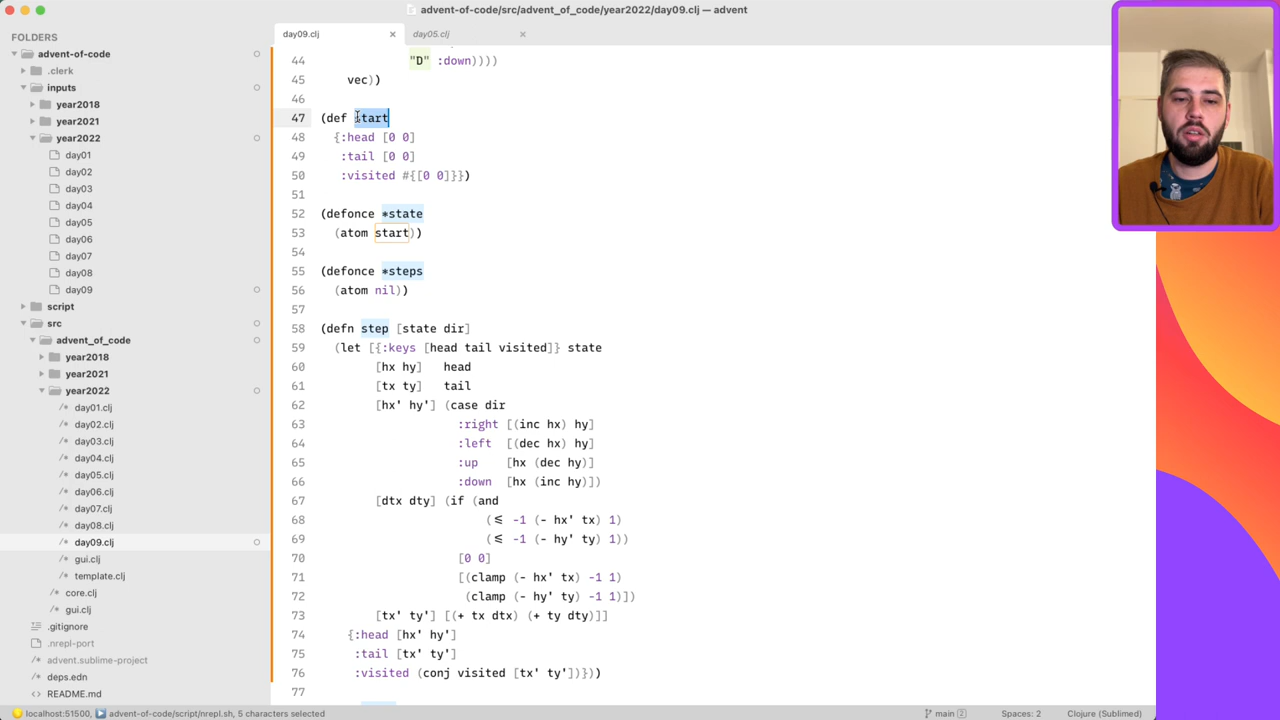 advent-of-code/src/advent_of_code/year2022/day09.clj — advent
FOLDERS
advent-of-code
.clerk
inputs
year2018
year2021
year2022
day01
day02
day03
day04
day05
day06
day07
day08
day09
script
src
advent_of_code
year2018
year2021
year2022
/* day01.clj
/* day02.clj
/* day03.clj
/* day04.clj
/* day05.clj
/* day06.clj
/* day07.clj
/* day08.clj
/* day09.clj
/* gui.clj
/* template.clj
/* core.clj
/* gui.clj
.gitignore
.nrepl-port
advent.sublime-project
deps.edn
README.md
day09.clj ×
day05.clj ×
44 "D" :down))))
45 vec))
46
47 (def start
48 {:head [0 0]
49 :tail [0 0]
50 :visited #{[0 0]}})
51
52 (defonce *state
53 (atom start))
54
55 (defonce *steps
56 (atom nil))
57
58 (defn step [state dir]
59 (let [{:keys [head tail visited]} state
60 [hx hy] head
61 [tx ty] tail
62 [hx' hy'] (case dir
63 :right [(inc hx) hy]
64 :left [(dec hx) hy]
65 :up [hx (dec hy)]
66 :down [hx (inc hy)])
67 [dtx dty] (if (and
68 (≤ -1 (- hx' tx) 1)
69 (≤ -1 (- hy' ty) 1))
70 [0 0]
71 [(clamp (- hx' tx) -1 1)
72 (clamp (- hy' ty) -1 1)])
73 [tx' ty'] [(+ tx dtx) (+ ty dty)]]
74 {:head [hx' hy']
75 :tail [tx' ty']
76 :visited (conj visited [tx' ty'])}))
77
localhost:51500, advent-of-code/script/nrepl.sh, 5 characters selected
main 2
Spaces: 2
Clojure (Sublimed)